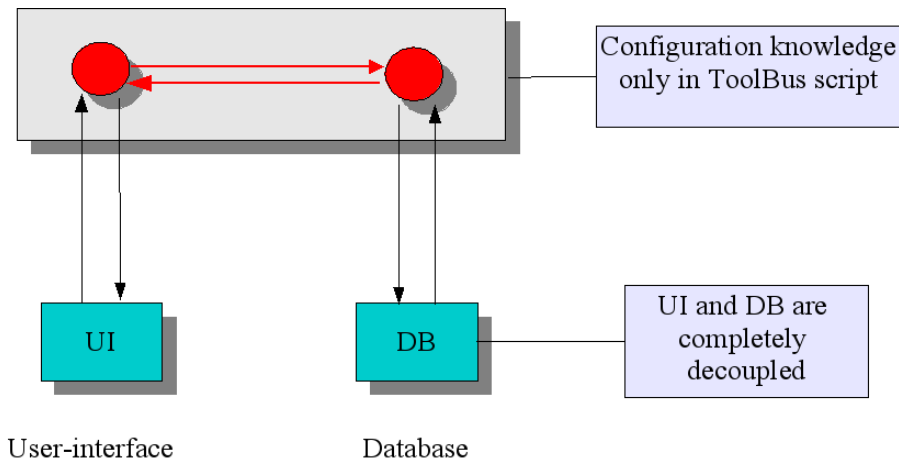 Configuration knowledge
only in ToolBus script
UI
DB
UI and DB are
completely
decoupled
User-interface
Database